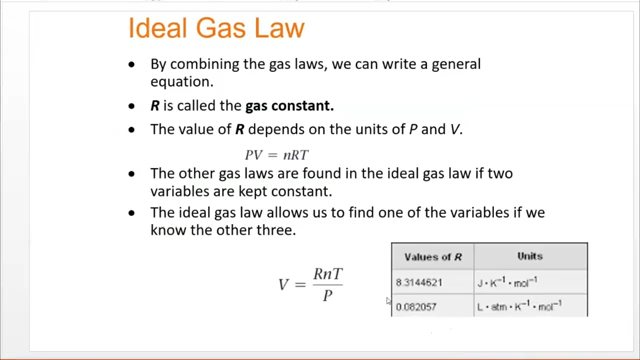 Ideal Gas Law
• By combining the gas laws, we can write a general
equation.
• R is called the gas constant.
• The value of R depends on the units of P and V.
PV = nRT
• The other gas laws are found in the ideal gas law if two
variables are kept constant.
• The ideal gas law allows us to find one of the variables if we
know the other three.
V = RnT / P
Values of R Units
8.3144621 J • K⁻¹ • mol⁻¹
0.082057 L • atm • K⁻¹ • mol⁻¹